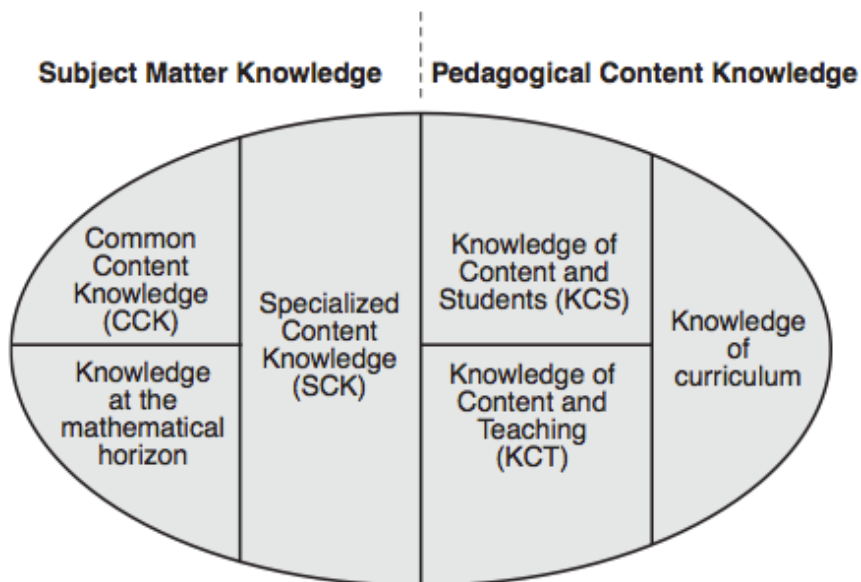 Subject Matter Knowledge
Pedagogical Content Knowledge
Common
Content
Knowledge
(CCK)
Knowledge
at the
mathematical
horizon
Specialized
Content
Knowledge
(SCK)
Knowledge of
Content and
Students (KCS)
Knowledge of
Content and
Teaching
(KCT)
Knowledge
of
curriculum